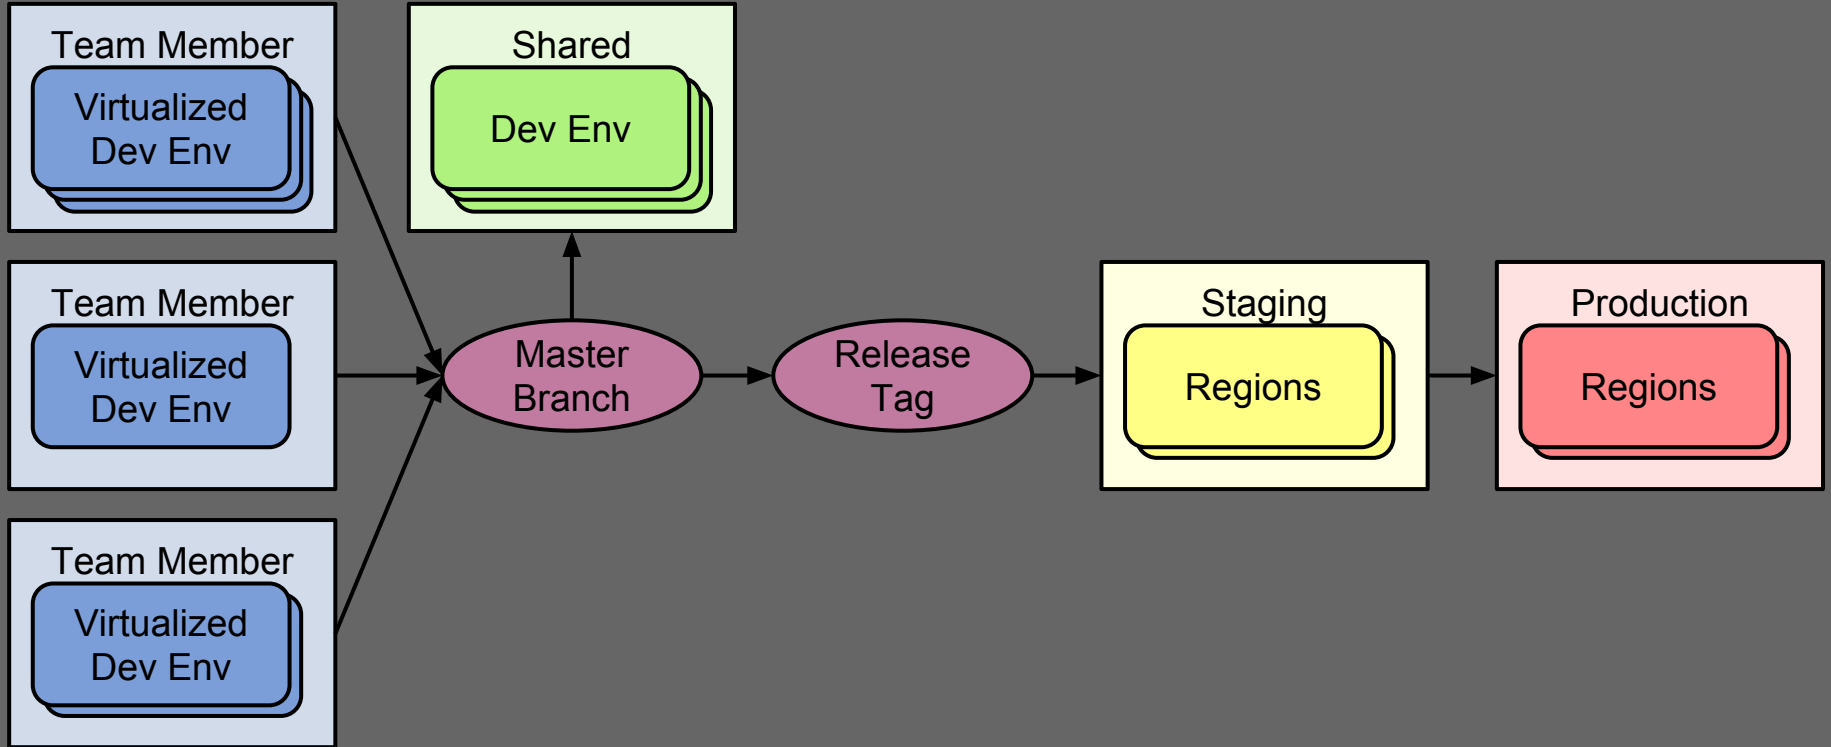 Team Member
Virtualized
Dev Env
Shared
Dev Env
Team Member
Virtualized
Dev Env
Master
Branch
Release
Tag
Staging
Regions
Production
Regions
Team Member
Virtualized
Dev Env